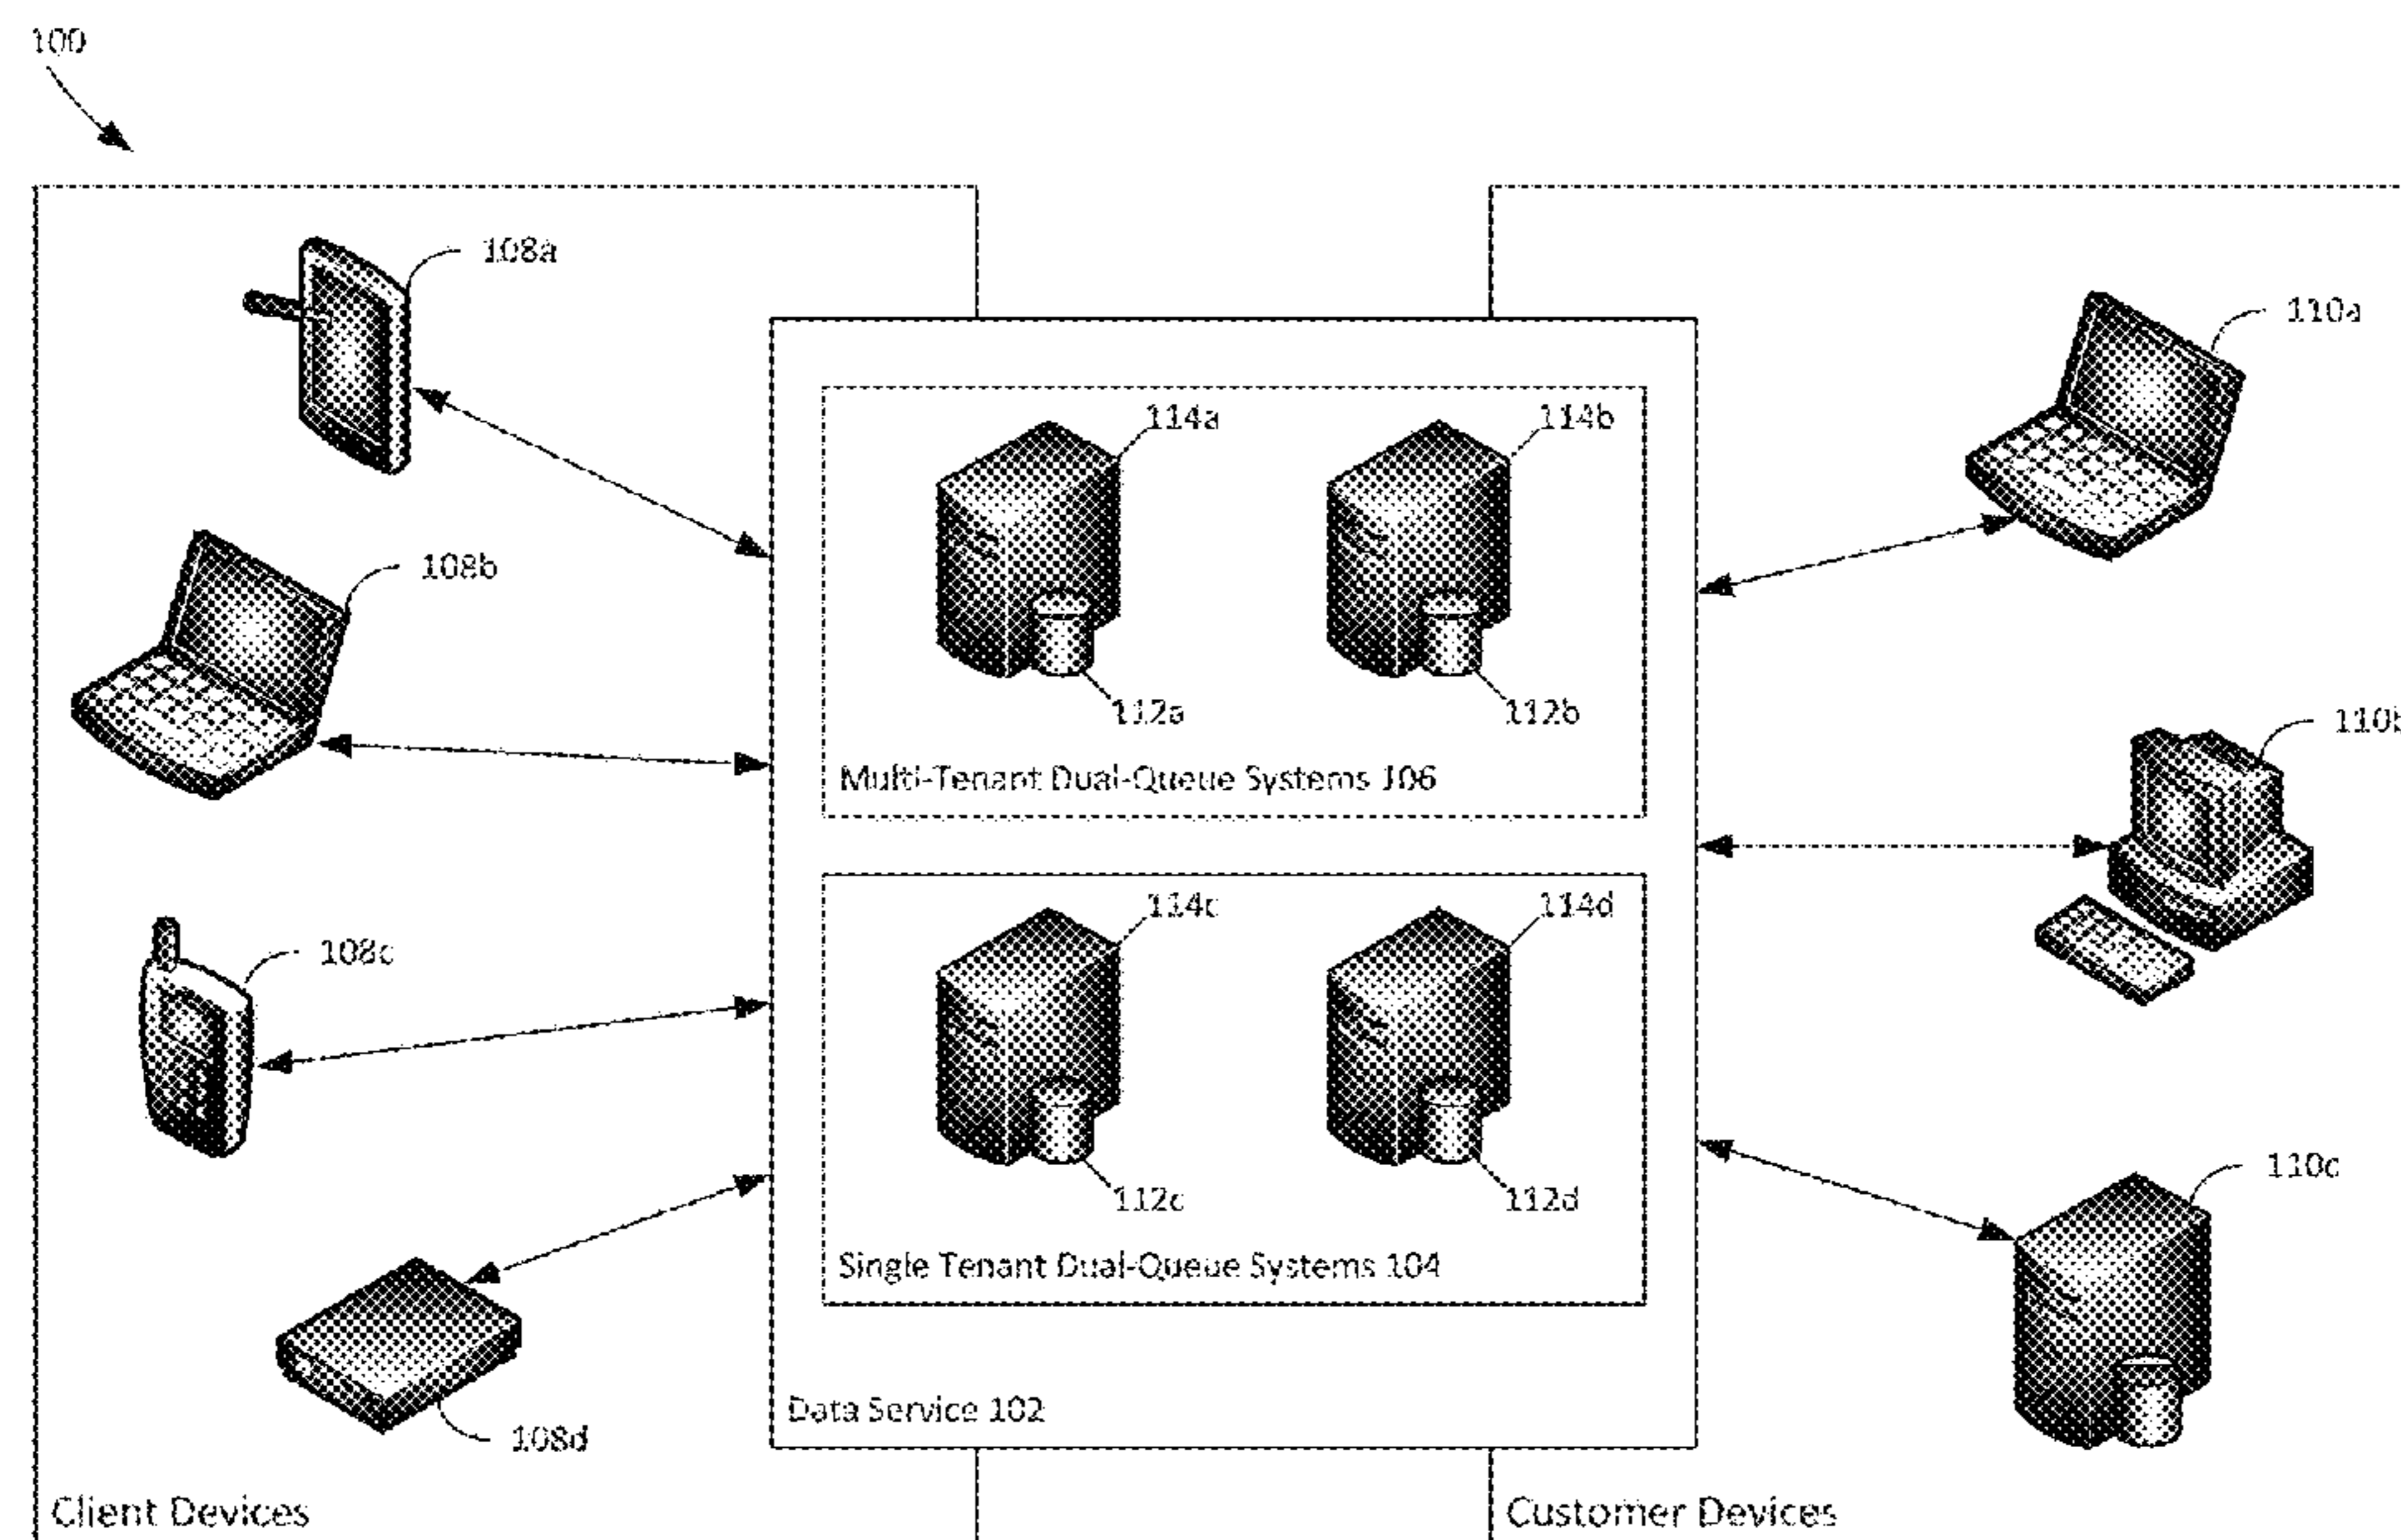 100
108a
110a
114a
114b
108b
112a
112b
110b
Multi-Tenant Dual-Queue Systems 106
114c
114d
108c
110c
112c
112d
Single Tenant Dual-Queue Systems 104
Data Service 102
108d
Client Devices
Customer Devices